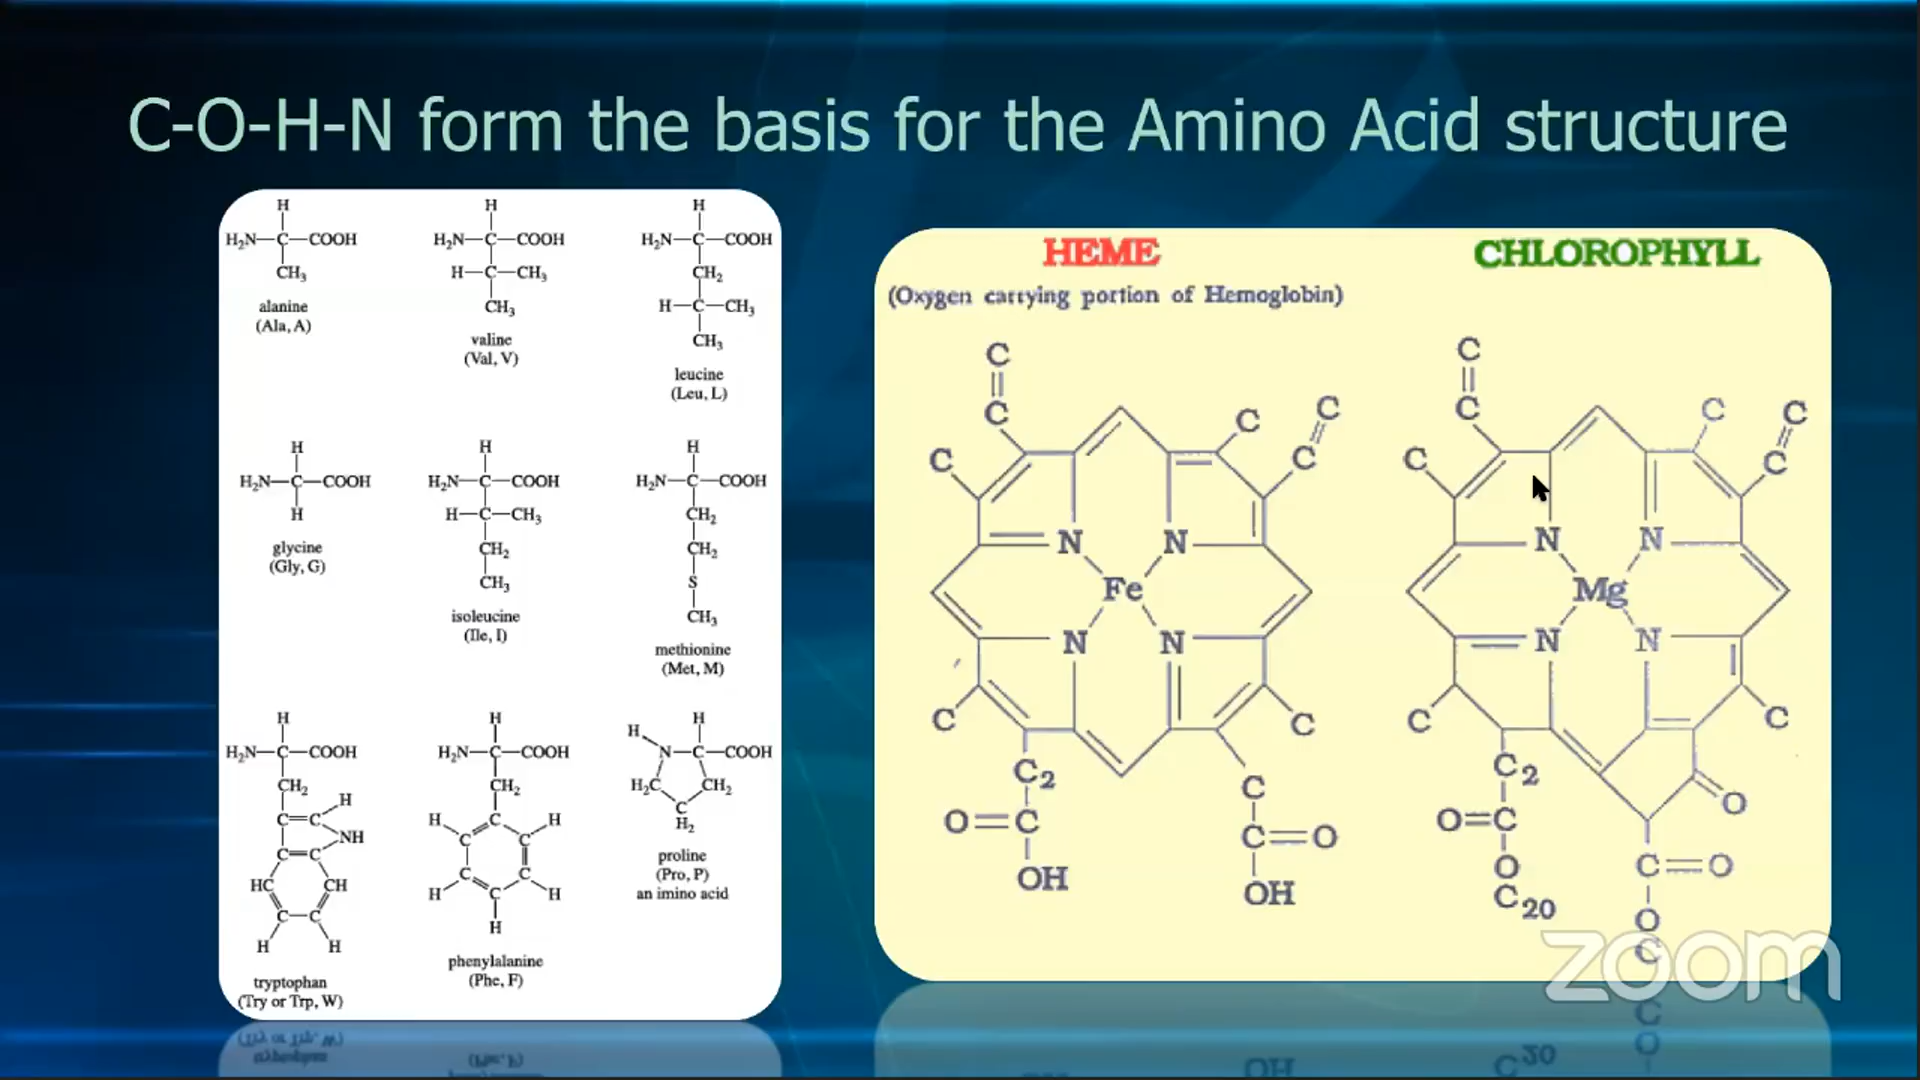 C-O-H-N form the basis for the Amino Acid structure
H
H₂N—C—COOH
CH₃
alanine
(Ala, A)
H
H₂N—C—COOH
H—C—CH₃
CH₃
valine
(Val, V)
H
H₂N—C—COOH
CH₂
H—C—CH₃
CH₃
leucine
(Leu, L)
H
H₂N—C—COOH
H
glycine
(Gly, G)
H
H₂N—C—COOH
H—C—CH₃
CH₂
CH₃
isoleucine
(Ile, I)
H
H₂N—C—COOH
CH₂
CH₂
S
CH₃
methionine
(Met, M)
H
H₂N—C—COOH
CH₂
H
C=C
NH
C=C
HC CH
C C
H H
tryptophan
(Try or Trp, W)
H
H₂N—C—COOH
CH₂
H C H
C C
C C
H C H
H
phenylalanine
(Phe, F)
H H
N—C—COOH
H₂C CH₂
C
H₂
proline
(Pro, P)
an imino acid
HEME
(Oxygen carrying portion of Hemoglobin)
C
C C C
C C
N N
Fe
N N
C C
C₂ C
O=C C=O
OH OH
CHLOROPHYLL
C
C C C
C C
N N
Mg
N N
C C
C₂ O
O=C
O C=O
C₂₀ O
C
zoom